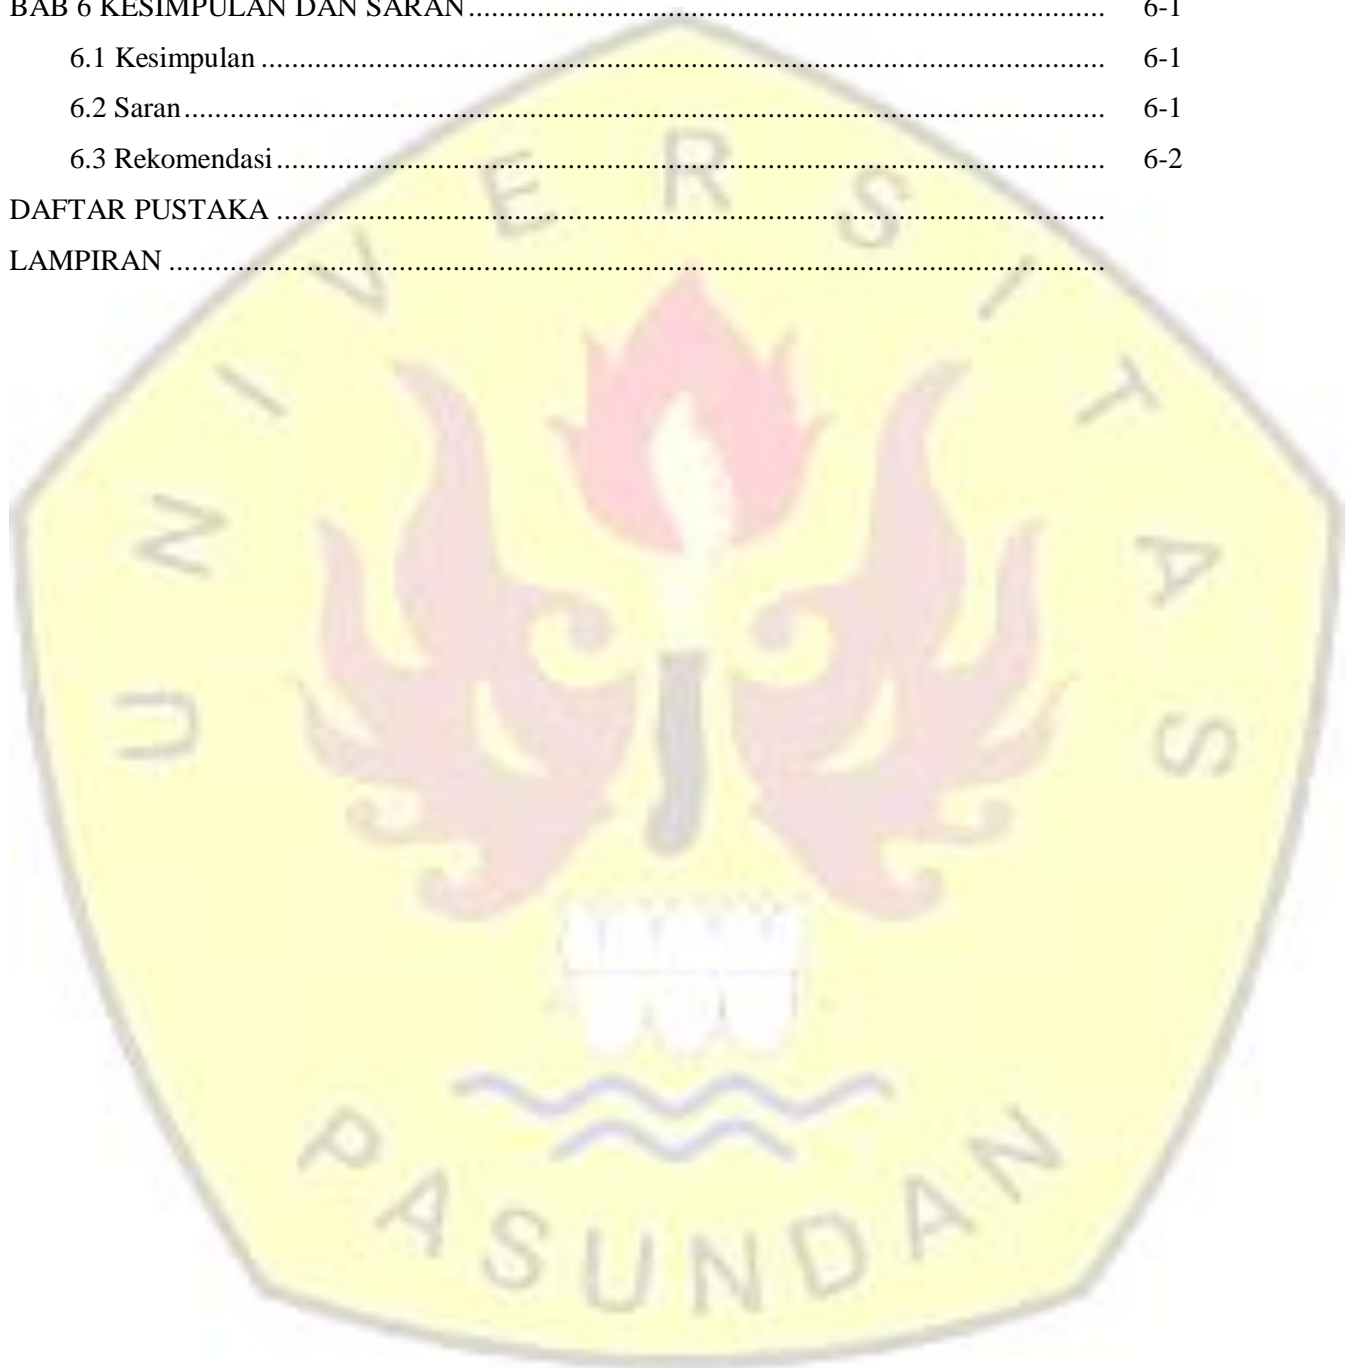 BAB 6 KESIMPULAN DAN SARAN ........................................................................ 6-1
6.1 Kesimpulan ........................................................................ 6-1
6.2 Saran ........................................................................ 6-1
6.3 Rekomendasi ........................................................................ 6-2
DAFTAR PUSTAKA ........................................................................
LAMPIRAN ........................................................................
UNIVERSITAS
PASUNDAN